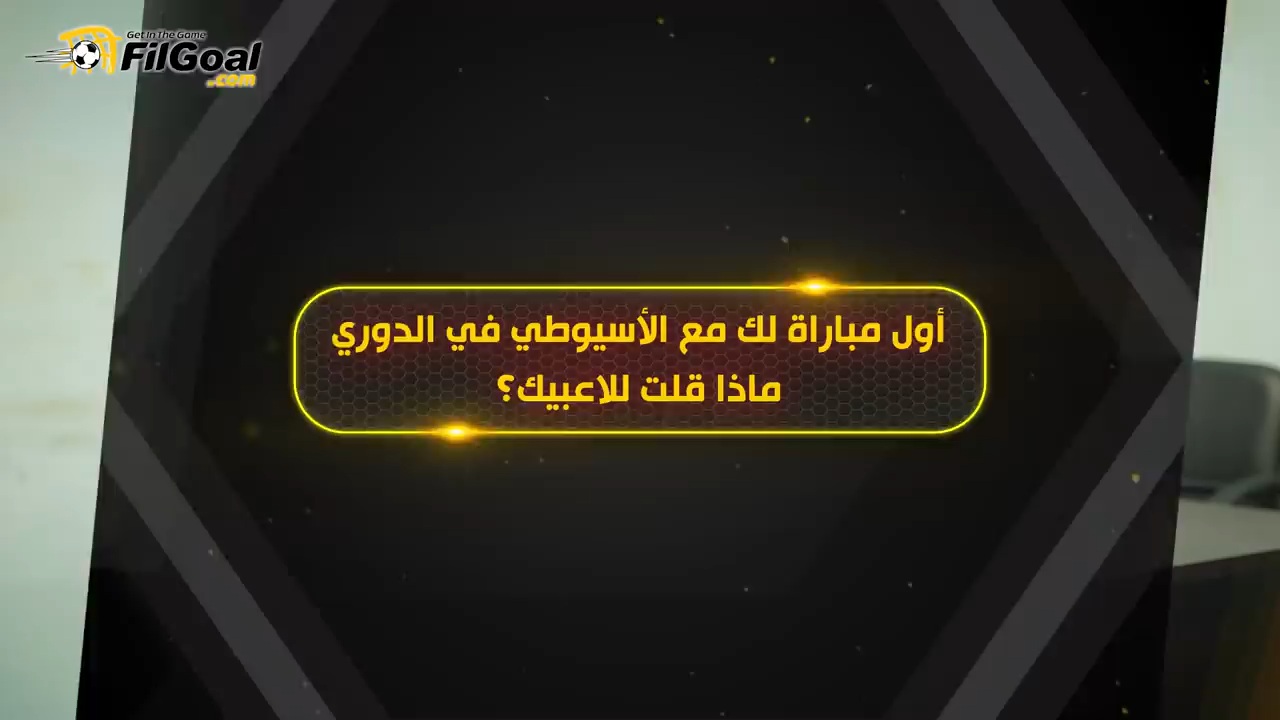 Get In The Game
FilGoal
.com
أول مباراة لك مع الأسيوطي في الدوري
ماذا قلت للاعبيك؟